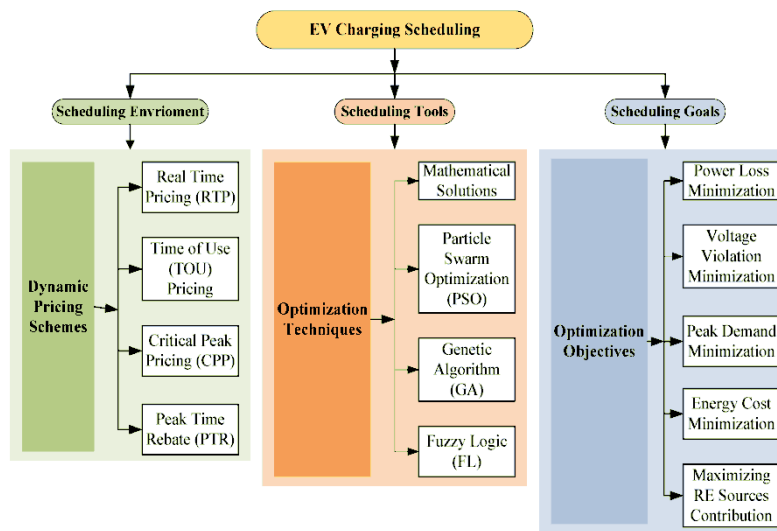 EV Charging Scheduling
Scheduling Envrioment
Scheduling Tools
Scheduling Goals
Dynamic
Pricing
Schemes
Real Time
Pricing (RTP)
Time of Use
(TOU)
Pricing
Critical Peak
Pricing (CPP)
Peak Time
Rebate (PTR)
Optimization
Techniques
Mathematical
Solutions
Particle
Swarm
Optimization
(PSO)
Genetic
Algorithm
(GA)
Fuzzy Logic
(FL)
Optimization
Objectives
Power Loss
Minimization
Voltage
Violation
Minimization
Peak Demand
Minimization
Energy Cost
Minimization
Maximizing
RE Sources
Contribution